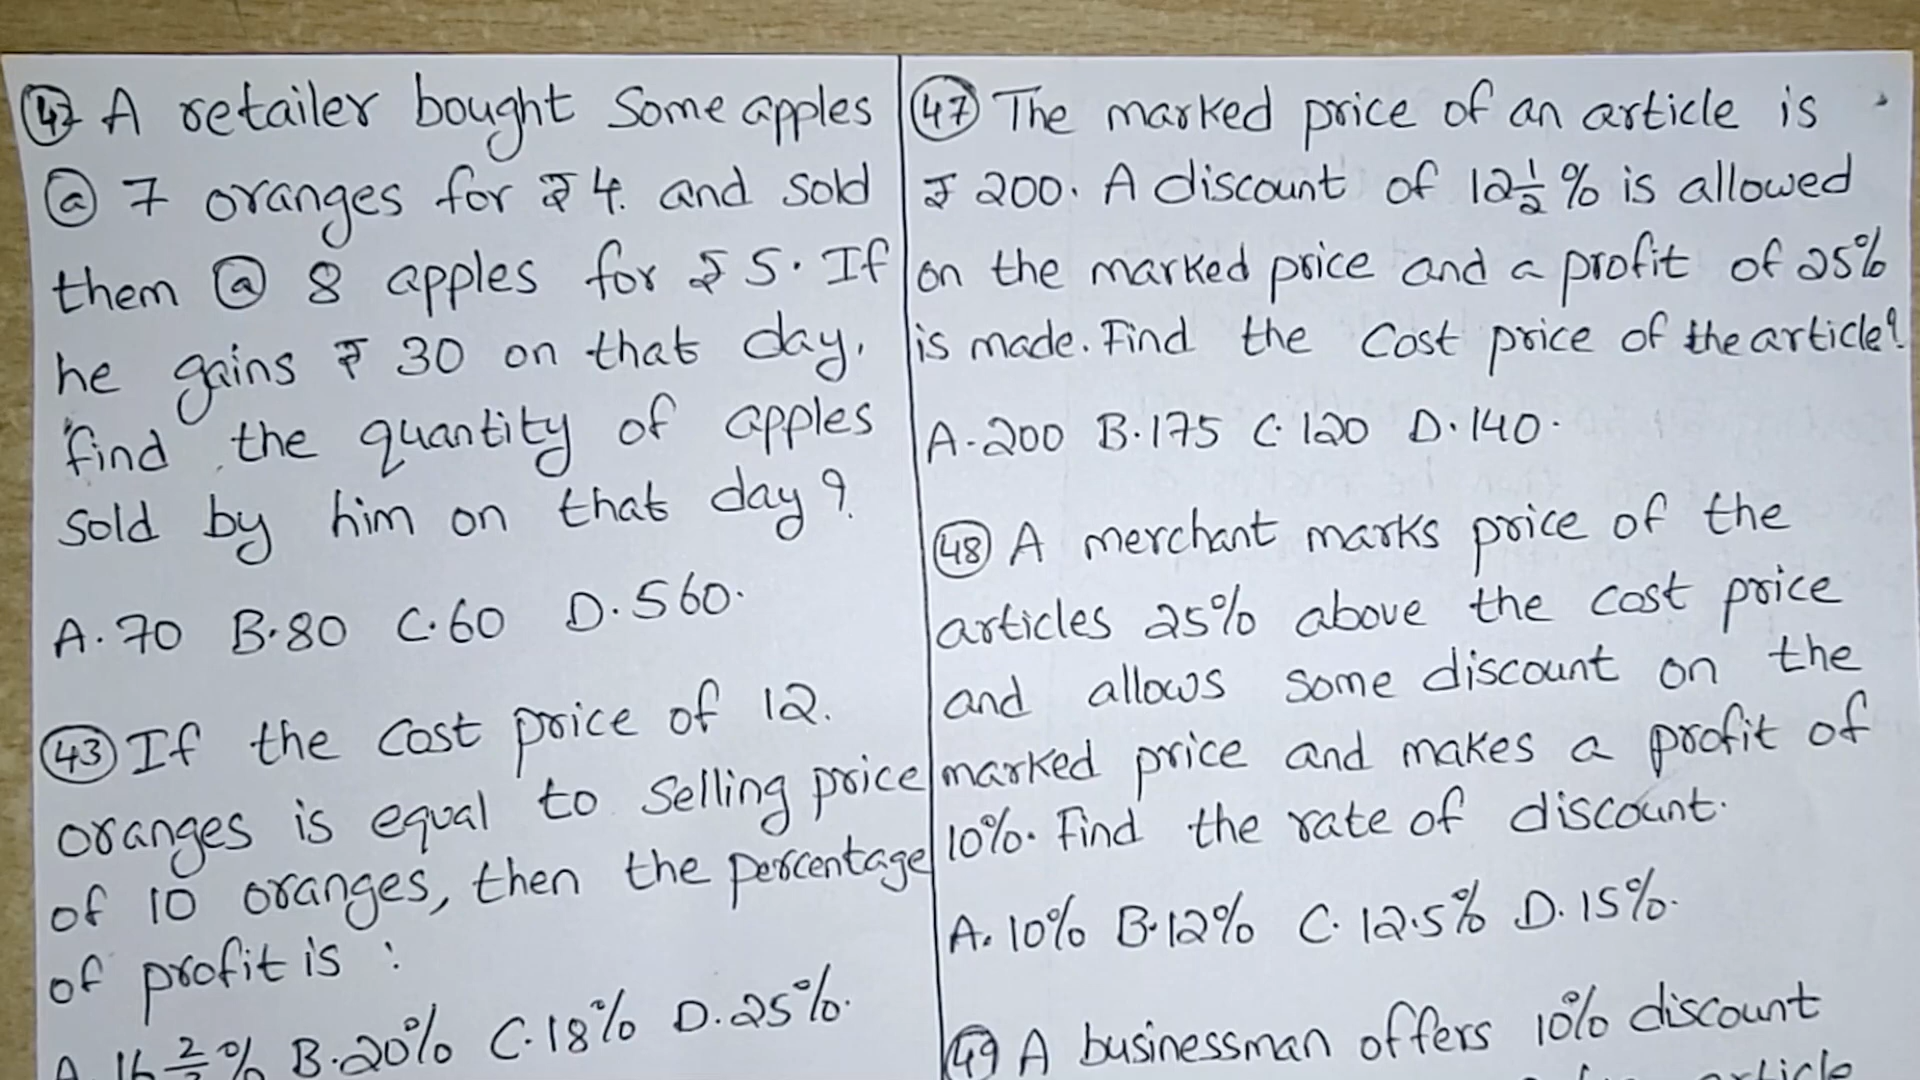 42 A retailer bought Some apples
@ 7 oranges for ₹ 4. and sold
them @ 8 apples for ₹ 5. If
he gains ₹ 30 on that day,
find the quantity of apples
sold by him on that day?
A. 70 B. 80 C. 60 D. 560.
43 If the cost price of 12.
oranges is equal to selling price
of 10 oranges, then the percentage
of profit is :
A. 16 2/3 % B. 20% C. 18% D. 25%.
47 The marked price of an article is
₹ 200. A discount of 12 1/2 % is allowed
on the marked price and a profit of 25%
is made. Find the Cost price of the article?
A. 200 B. 175 C. 120 D. 140.
48 A merchant marks price of the
articles 25% above the cost price
and allows some discount on the
marked price and makes a profit of
10%. Find the rate of discount.
A. 10% B. 12% C. 12.5% D. 15%.
49 A businessman offers 10% discount
article